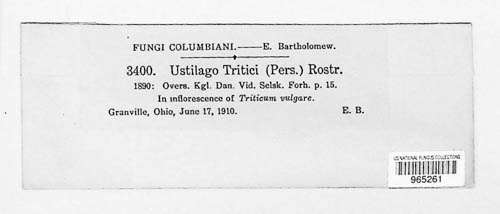 FUNGI COLUMBIANI.——E. Bartholomew.
3400. Ustilago Tritici (Pers.) Rostr.
1890: Overs. Kgl. Dan. Vid. Selsk. Forh. p. 15.
In inflorescence of Triticum vulgare.
Granville, Ohio, June 17, 1910. E. B.
US NATIONAL FUNGUS COLLECTIONS
965261